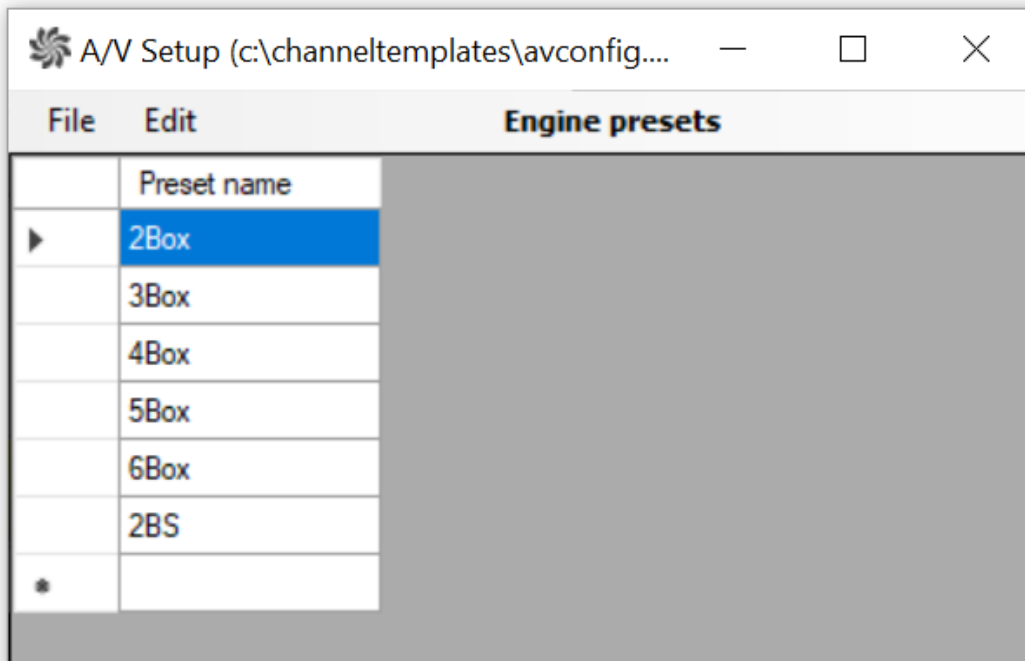 A/V Setup (c:\channeltemplates\avconfig....
File Edit Engine presets
Preset name
2Box
3Box
4Box
5Box
6Box
2BS